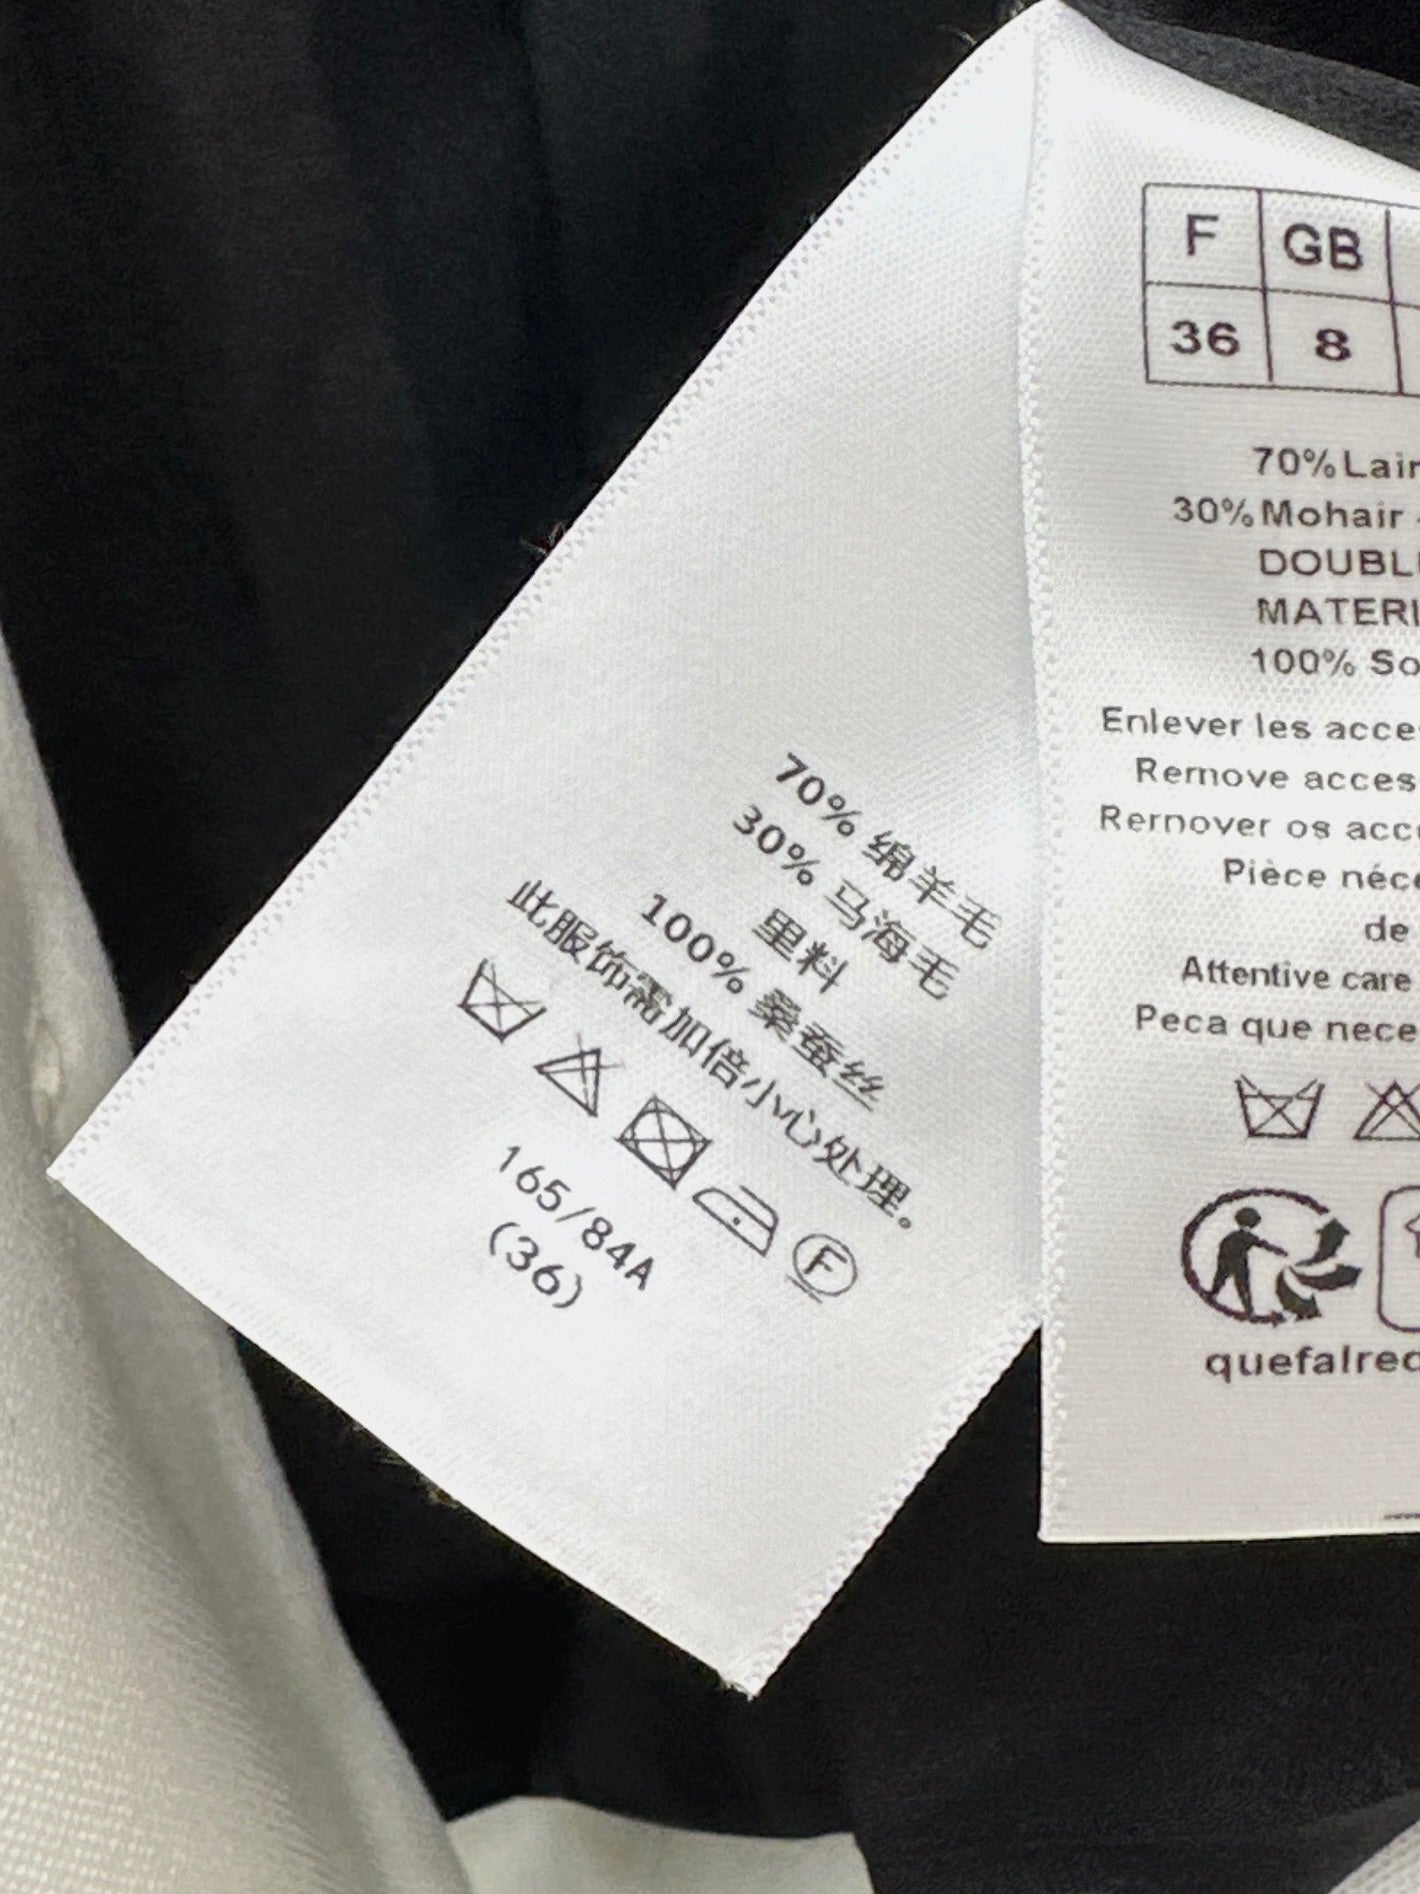 70% 绵羊毛
30% 马海毛
里料
100% 桑蚕丝
此服饰需加倍小心处理。
F
165/84A
(36)
F GB
36 8
70% Lain
30% Mohair
DOUBL
MATERI
100% So
Enlever les acce
Remove acces
Rernover os acc
Pièce néce
de
Attentive care
Peca que nece
quefaIred